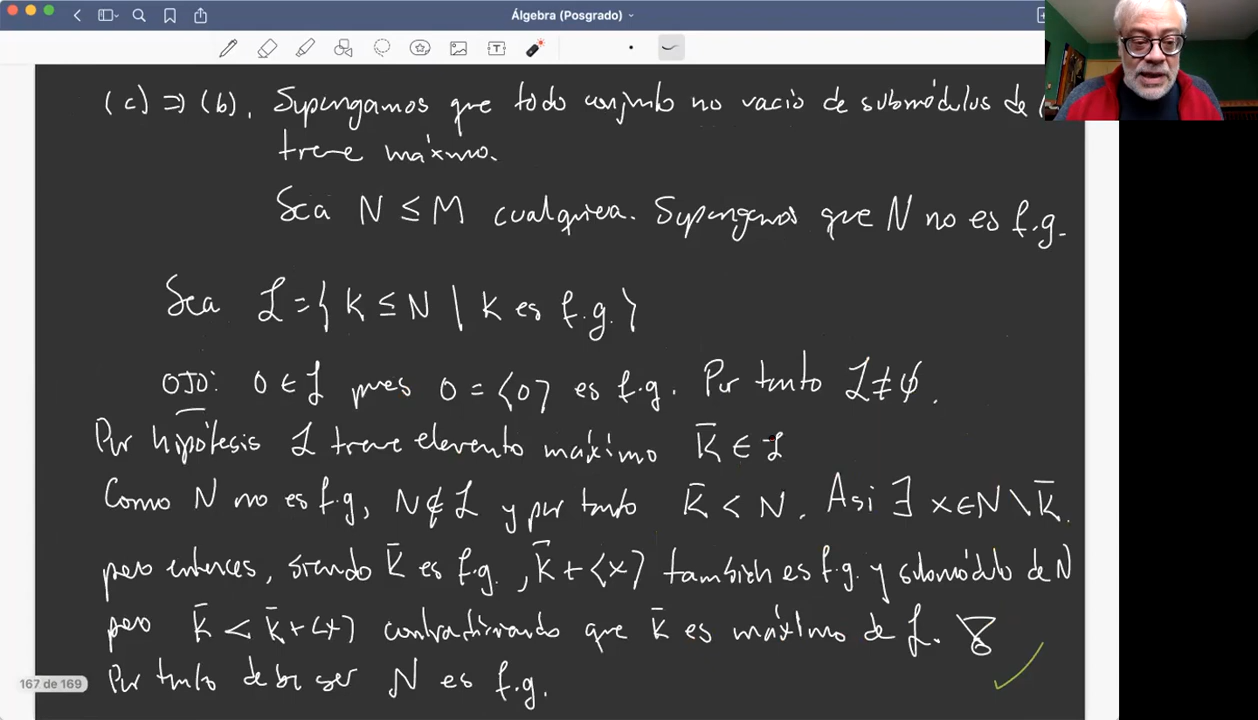 Álgebra (Posgrado)
(c) ⇒ (b). Supongamos que todo conjunto no vacío de submódulos de
tiene máximo.
Sea N ≤ M cualquiera. Supongamos que N no es f.g.
Sea ℒ = { K ≤ N | K es f.g. }
OJO: 0 ∈ ℒ pues 0 = ⟨0⟩ es f.g. Por tanto ℒ ≠ ∅.
Por hipótesis ℒ tiene elemento máximo K̄ ∈ ℒ
Como N no es f.g, N ∉ ℒ y por tanto K̄ < N. Así ∃ x ∈ N \ K̄.
pero entonces, siendo K̄ es f.g., K̄ + ⟨x⟩ también es f.g. y submódulo de N
pero K̄ < K̄ + ⟨x⟩ contradiciendo que K̄ es máximo de ℒ.
Por tanto debe ser N es f.g.
167 de 169